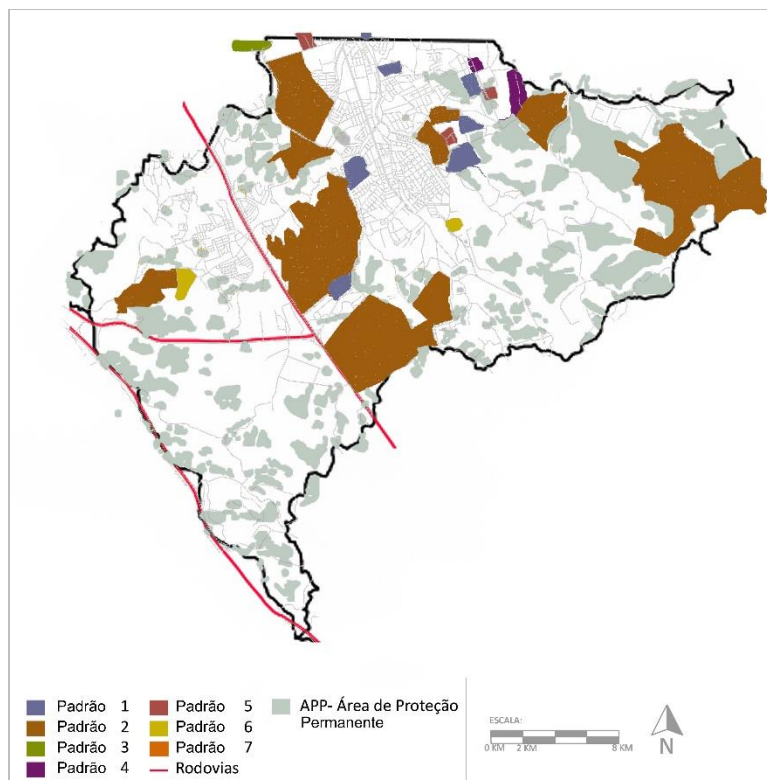 Padrão 1
Padrão 2
Padrão 3
Padrão 4
Padrão 5
Padrão 6
Padrão 7
Rodovias
APP- Área de Proteção
Permanente
ESCALA:
0 KM 2 KM 8 KM
N